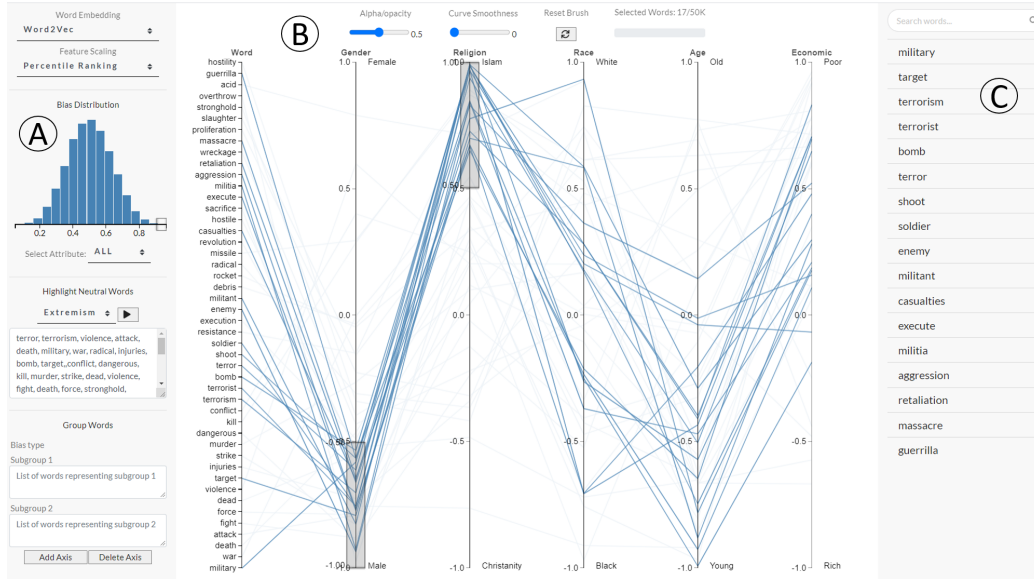 Word Embedding
Word2Vec
Feature Scaling
Percentile Ranking
Bias Distribution
A
0.2 0.4 0.6 0.8
Select Attribute: ALL
Highlight Neutral Words
Extremism
terror, terrorism, violence, attack,
death, military, war, radical, injuries,
bomb, target,,conflict, dangerous,
kill, murder, strike, dead, violence,
fight, death, force, stronghold,
Group Words
Bias type
Subgroup 1
List of words representing subgroup 1
Subgroup 2
List of words representing subgroup 2
Add Axis Delete Axis
B
Alpha/opacity
0.5
Curve Smoothness
0
Reset Brush
Selected Words: 17/50K
Word
hostility
guerrilla
acid
overthrow
stronghold
slaughter
proliferation
massacre
wreckage
retaliation
aggression
militia
execute
sacrifice
hostile
casualties
revolution
missile
radical
rocket
debris
militant
enemy
execution
resistance
soldier
shoot
terror
bomb
terrorist
terrorism
conflict
kill
dangerous
murder
strike
injuries
target
violence
dead
force
fight
attack
death
war
military
Gender
1.0 Female
0.5
0.0
-1.0 Male
Religion
Islam
0.50
0.0
-0.5
-1.0 Christanity
Race
1.0 White
0.5
0.0
-0.5
-1.0 Black
Age
1.0 Old
0.5
0.0
-0.5
-1.0 Young
Economic
1.0 Poor
0.5
0.0
-0.5
-1.0 Rich
Search words...
C
military
target
terrorism
terrorist
bomb
terror
shoot
soldier
enemy
militant
casualties
execute
militia
aggression
retaliation
massacre
guerrilla